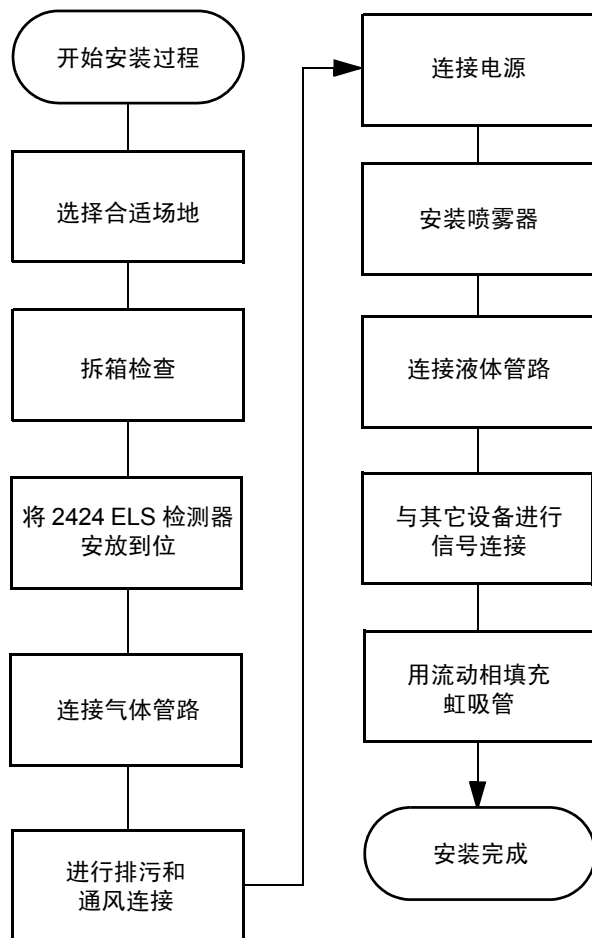 开始安装过程
选择合适场地
拆箱检查
将 2424 ELS 检测器
安放到位
连接气体管路
进行排污和
通风连接
连接电源
安装喷雾器
连接液体管路
与其它设备进行
信号连接
用流动相填充
虹吸管
安装完成